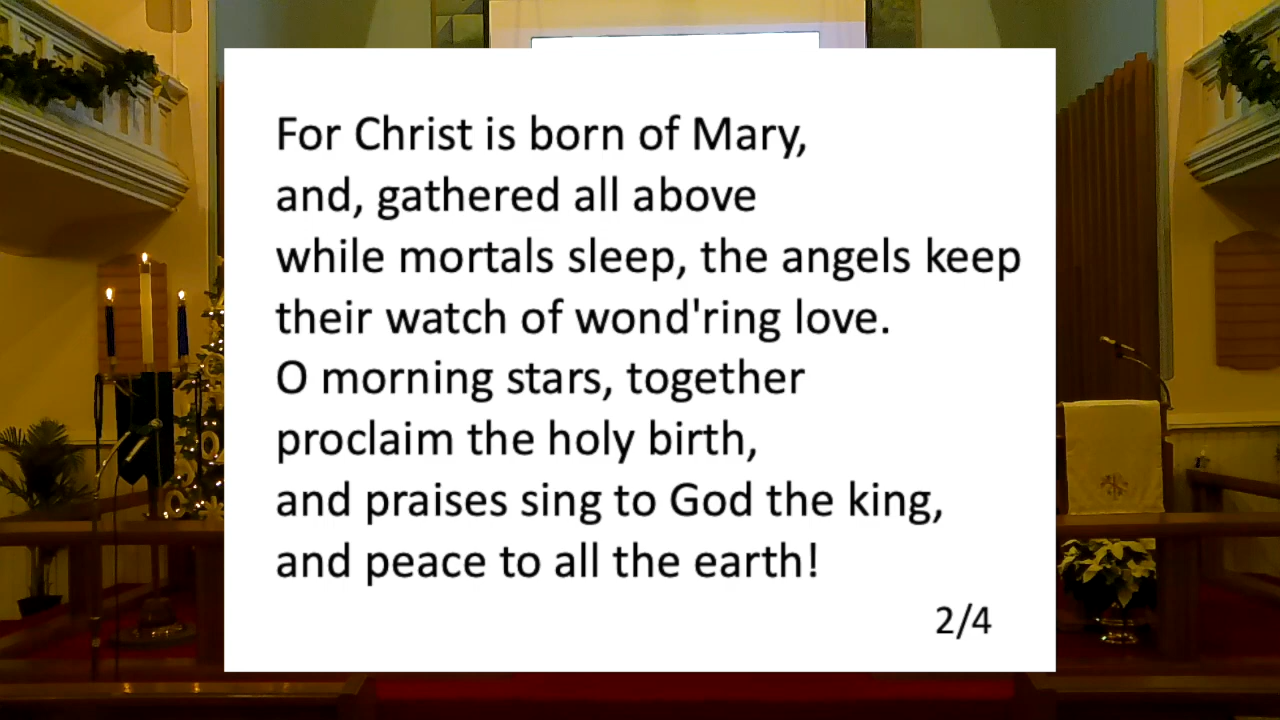 For Christ is born of Mary,
and, gathered all above
while mortals sleep, the angels keep
their watch of wond'ring love.
O morning stars, together
proclaim the holy birth,
and praises sing to God the king,
and peace to all the earth!
2/4